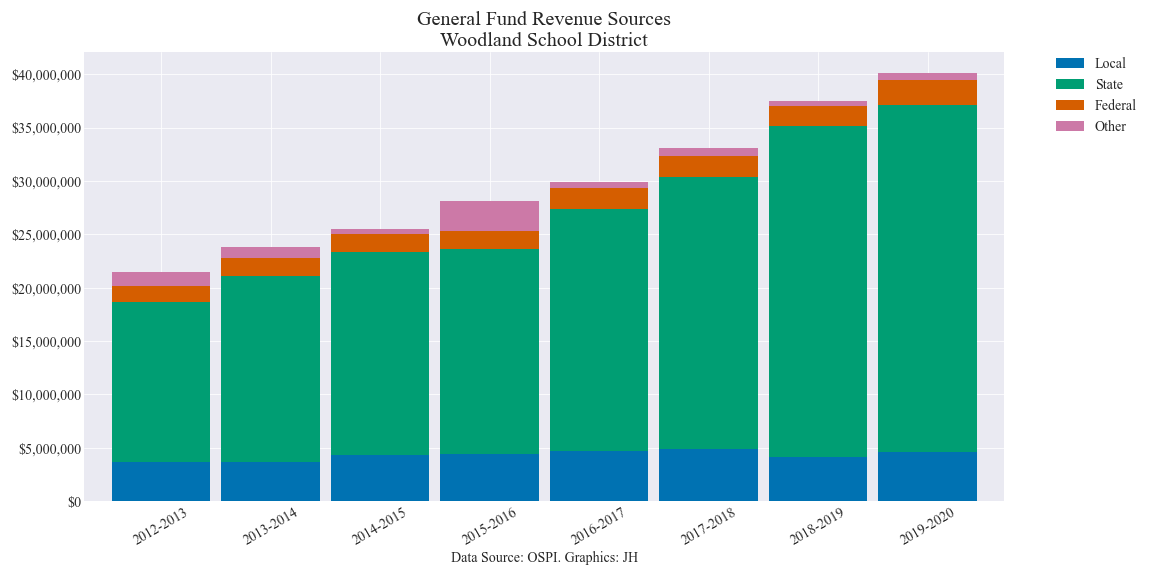 General Fund Revenue Sources
Woodland School District
$40,000,000
$35,000,000
$30,000,000
$25,000,000
$20,000,000
$15,000,000
$10,000,000
$5,000,000
$0
Local
State
Federal
Other
2012-2013
2013-2014
2014-2015
2015-2016
2016-2017
2017-2018
2018-2019
2019-2020
Data Source: OSPI. Graphics: JH